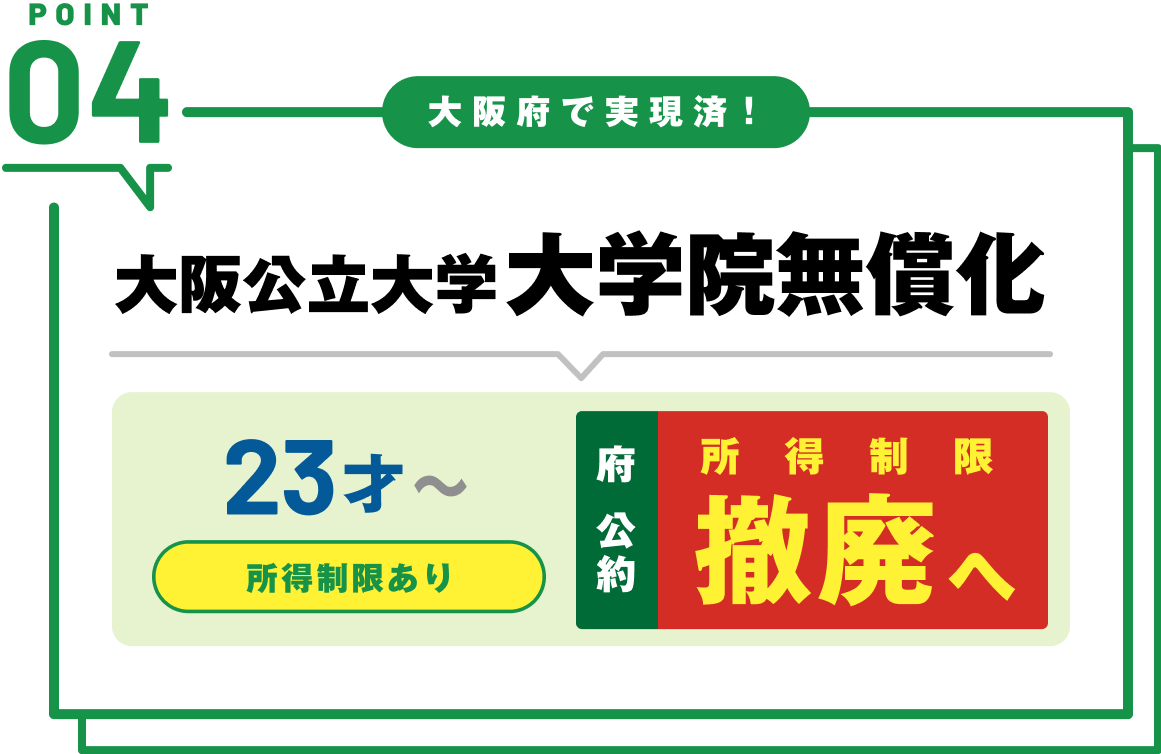 POINT
04
大阪府で実現済！
大阪公立大学 大学院無償化
23才～
所得制限あり
府公約
所得制限
撤廃へ